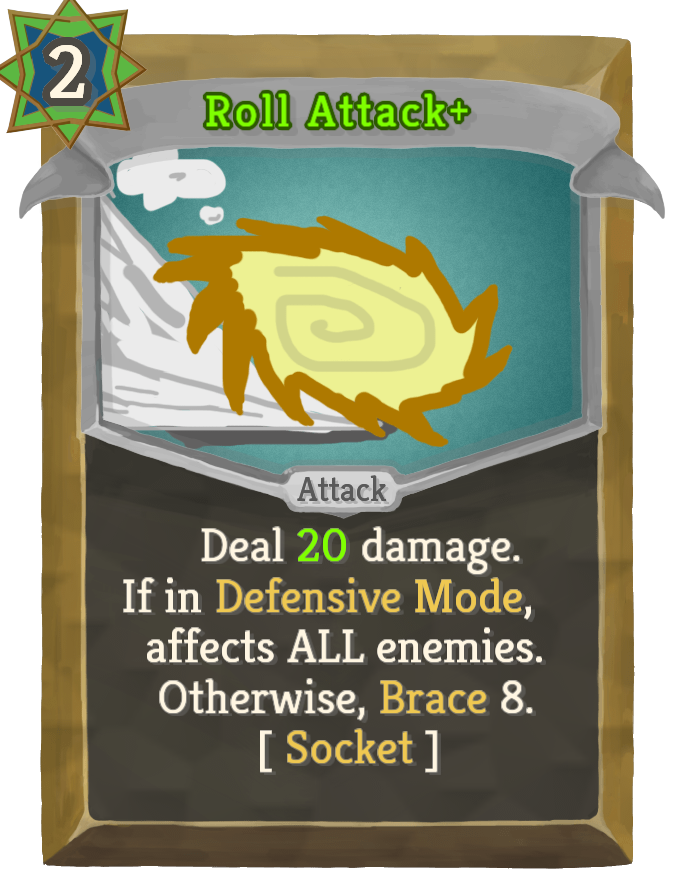 2
Roll Attack+
Attack
Deal 20 damage.
If in Defensive Mode,
affects ALL enemies.
Otherwise, Brace 8.
[ Socket ]